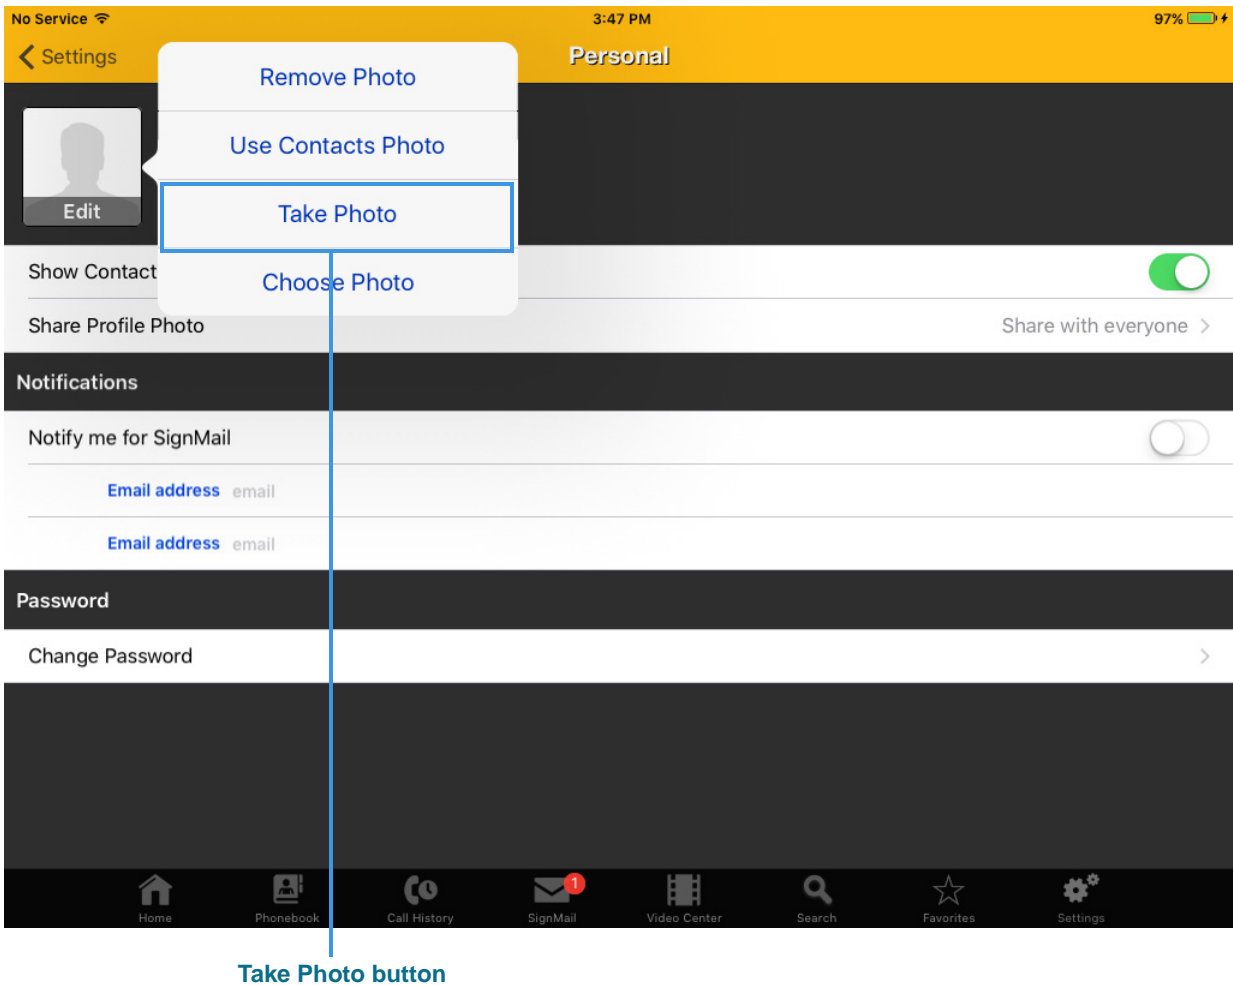 No Service
3:47 PM
97%
Settings
Personal
Remove Photo
Use Contacts Photo
Take Photo
Choose Photo
Edit
Show Contact
Share Profile Photo
Share with everyone
Notifications
Notify me for SignMail
Email address email
Email address email
Password
Change Password
1
Home
Phonebook
Call History
SignMail
Video Center
Search
Favorites
Settings
Take Photo button